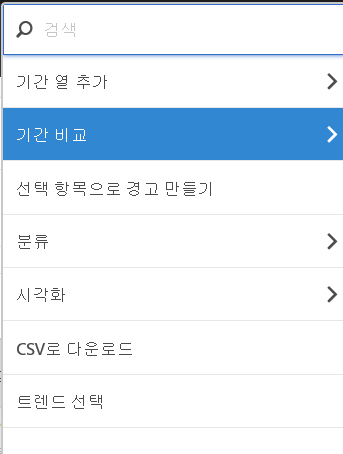 검색
기간 열 추가
기간 비교
선택 항목으로 경고 만들기
분류
시각화
CSV로 다운로드
트렌드 선택